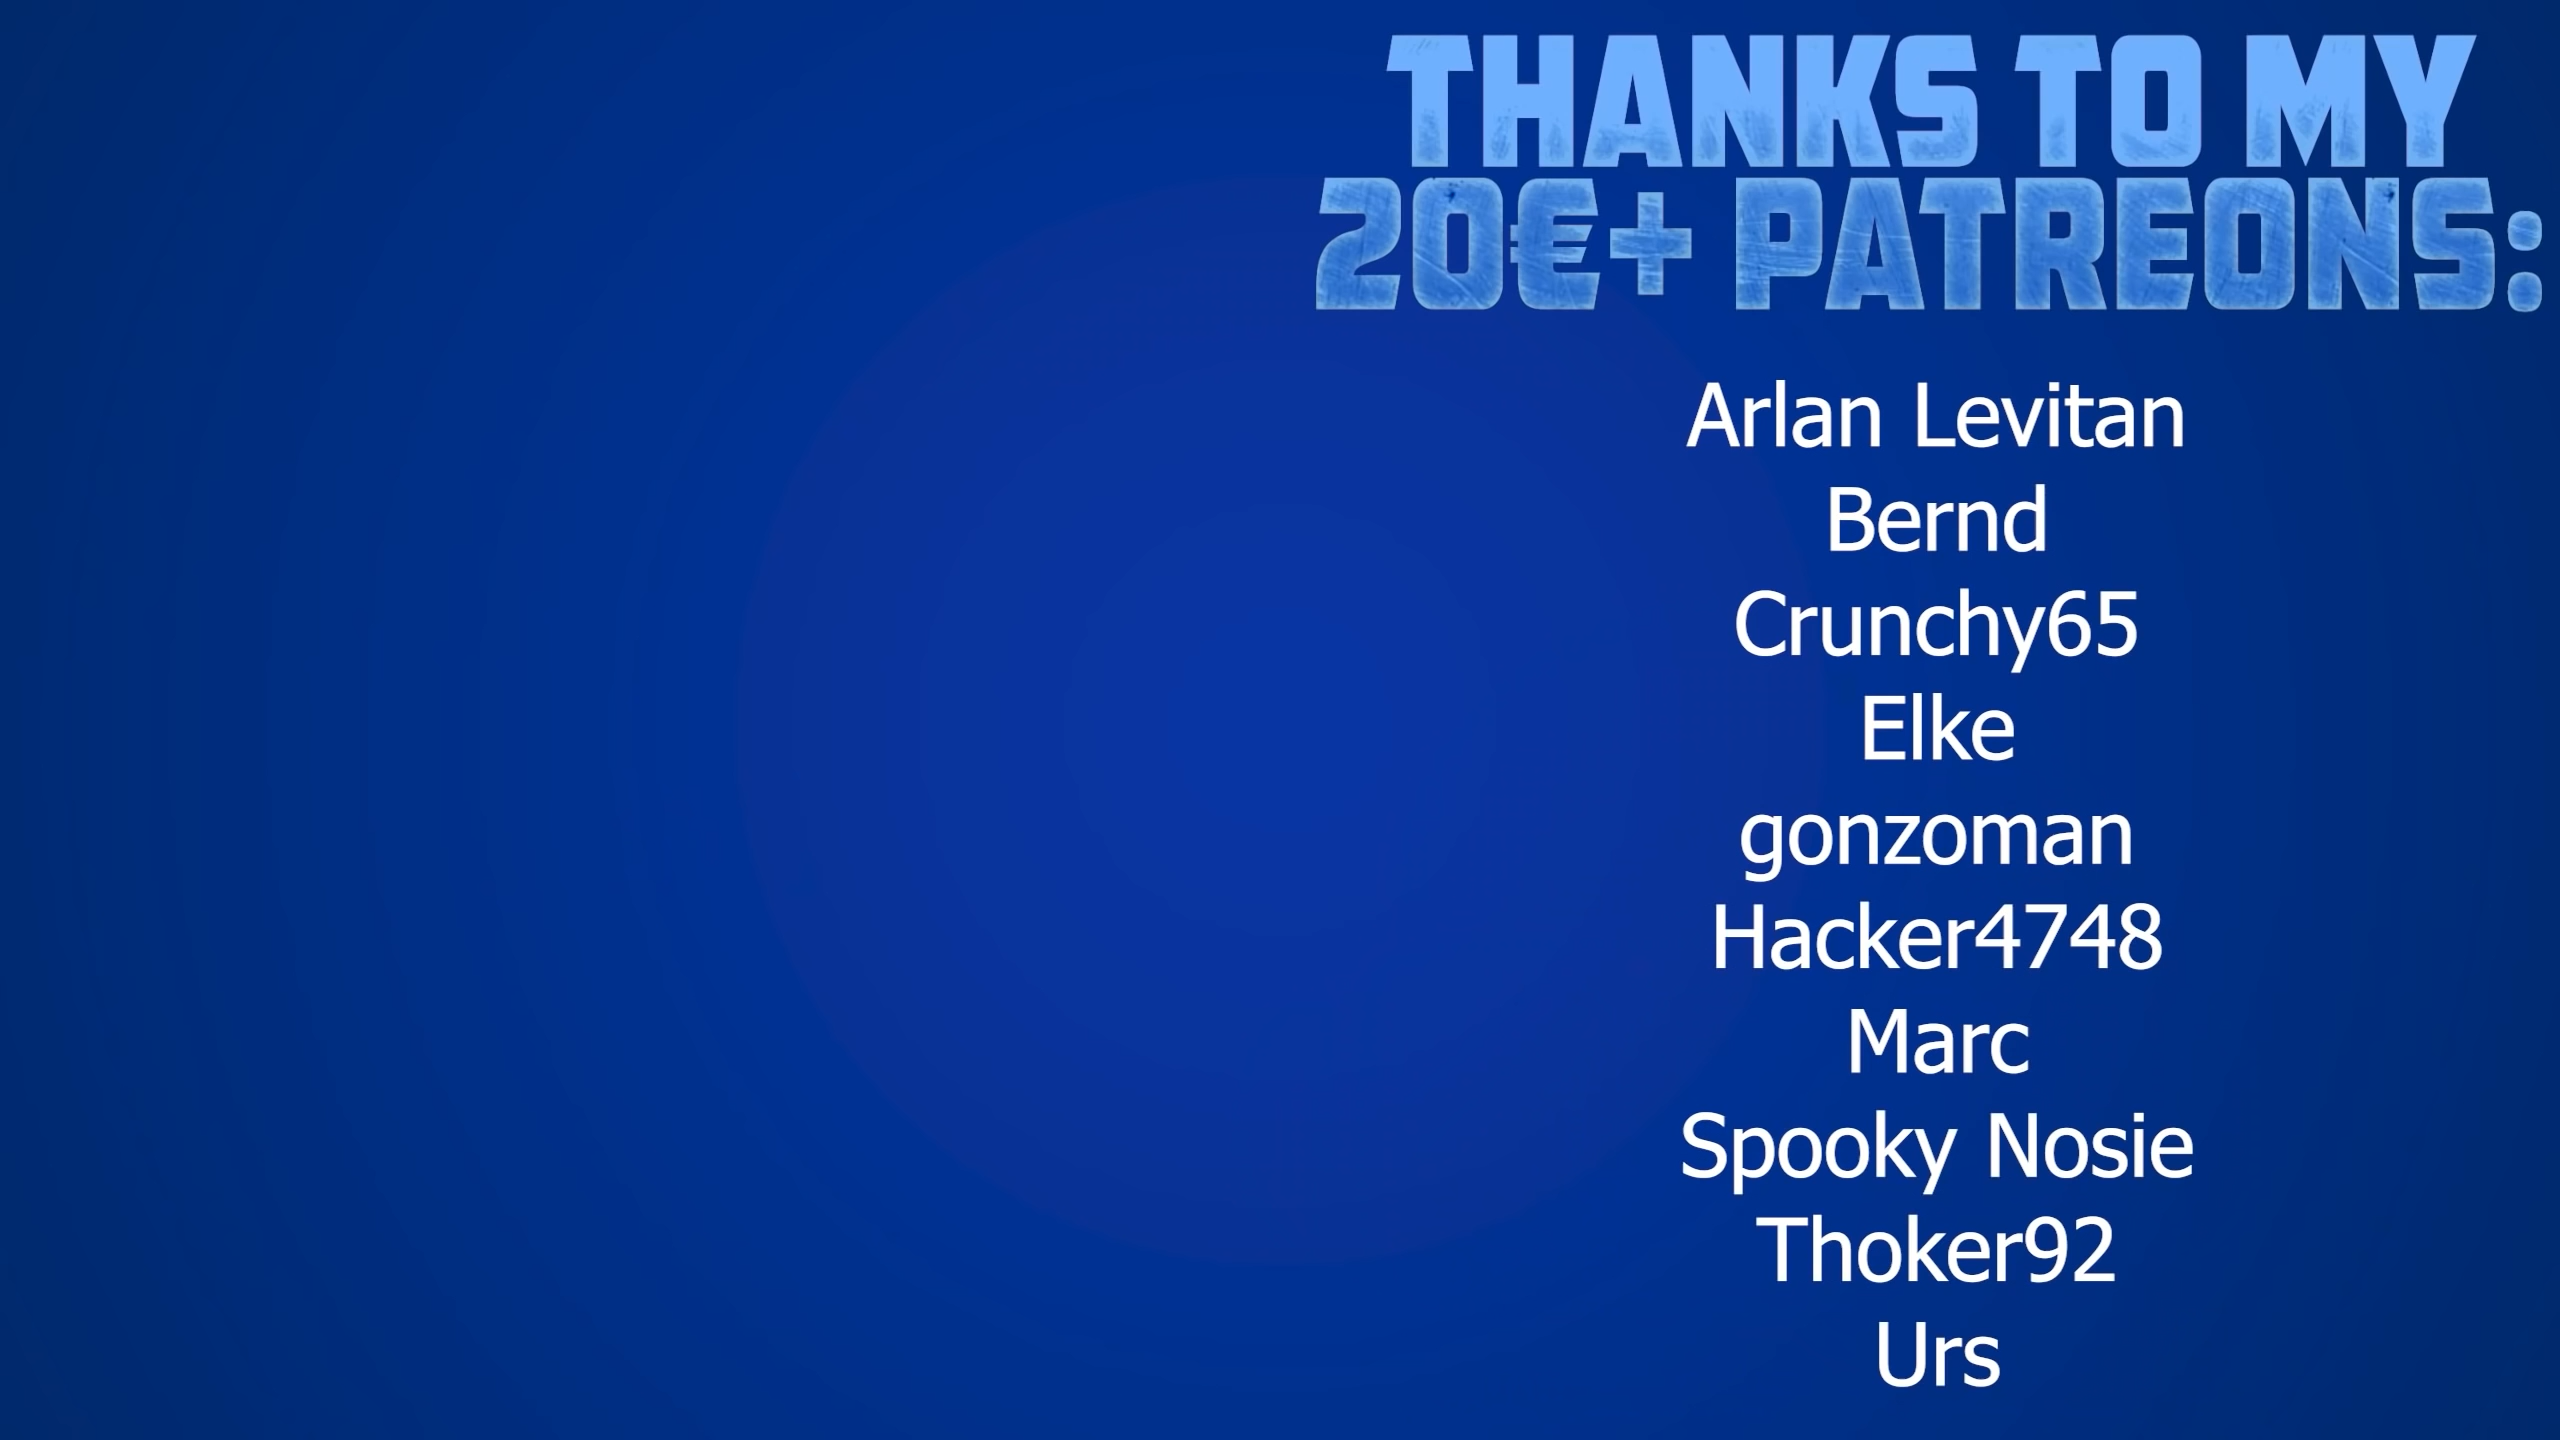 THANKS TO MY
20€+ PATREONS:
Arlan Levitan
Bernd
Crunchy65
Elke
gonzoman
Hacker4748
Marc
Spooky Nosie
Thoker92
Urs